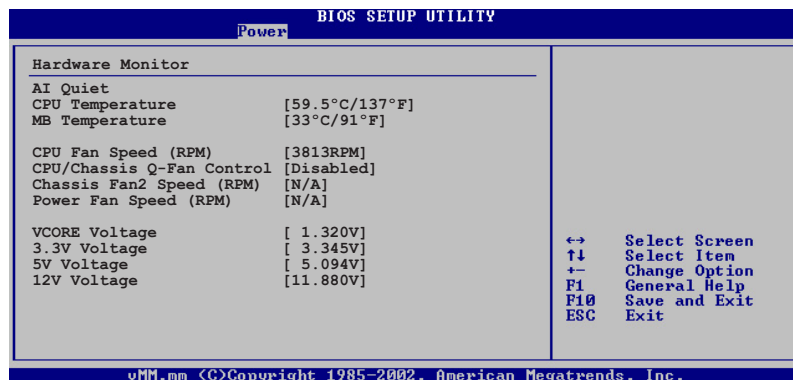 BIOS SETUP UTILITY
Power
Hardware Monitor
AI Quiet
CPU Temperature [59.5°C/137°F]
MB Temperature [33°C/91°F]
CPU Fan Speed (RPM) [3813RPM]
CPU/Chassis Q-Fan Control [Disabled]
Chassis Fan2 Speed (RPM) [N/A]
Power Fan Speed (RPM) [N/A]
VCORE Voltage [ 1.320V]
3.3V Voltage [ 3.345V]
5V Voltage [ 5.094V]
12V Voltage [11.880V]
←→ Select Screen
↑↓ Select Item
+- Change Option
F1 General Help
F10 Save and Exit
ESC Exit
vMM.mm (C)Copyright 1985-2002, American Megatrends, Inc.